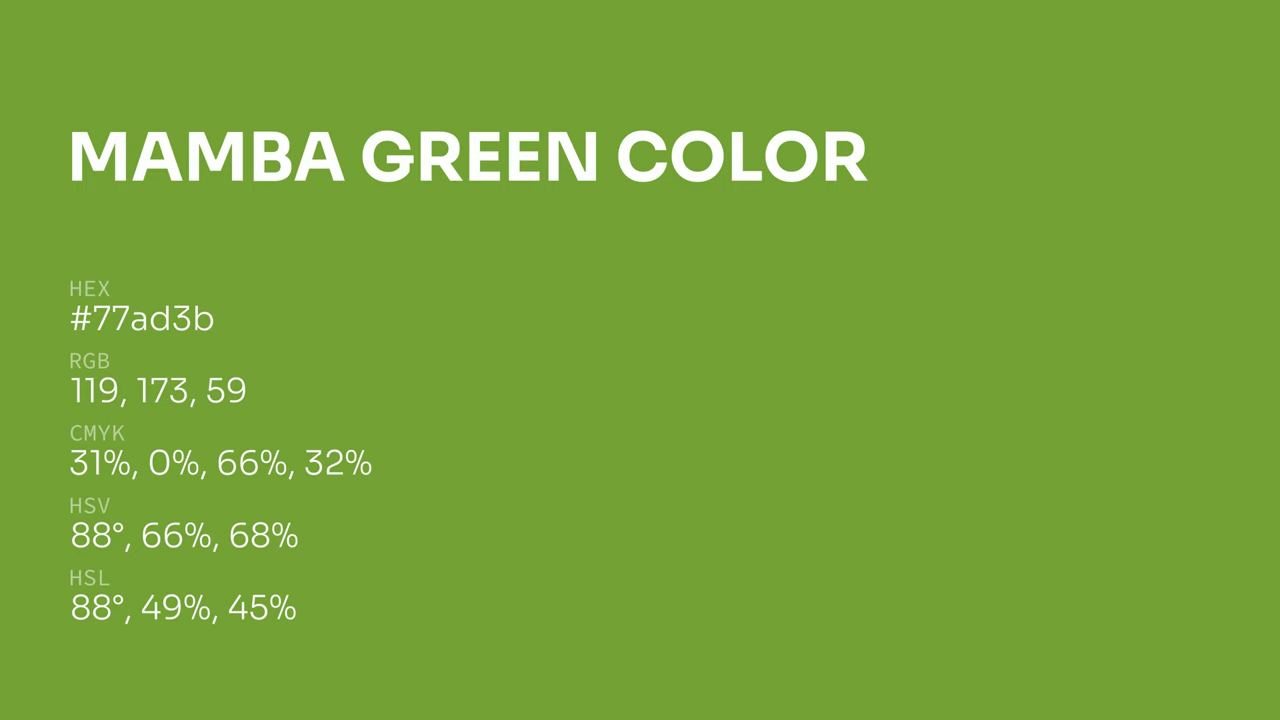 MAMBA GREEN COLOR
HEX
#77ad3b
RGB
119, 173, 59
CMYK
31%, 0%, 66%, 32%
HSV
88°, 66%, 68%
HSL
88°, 49%, 45%